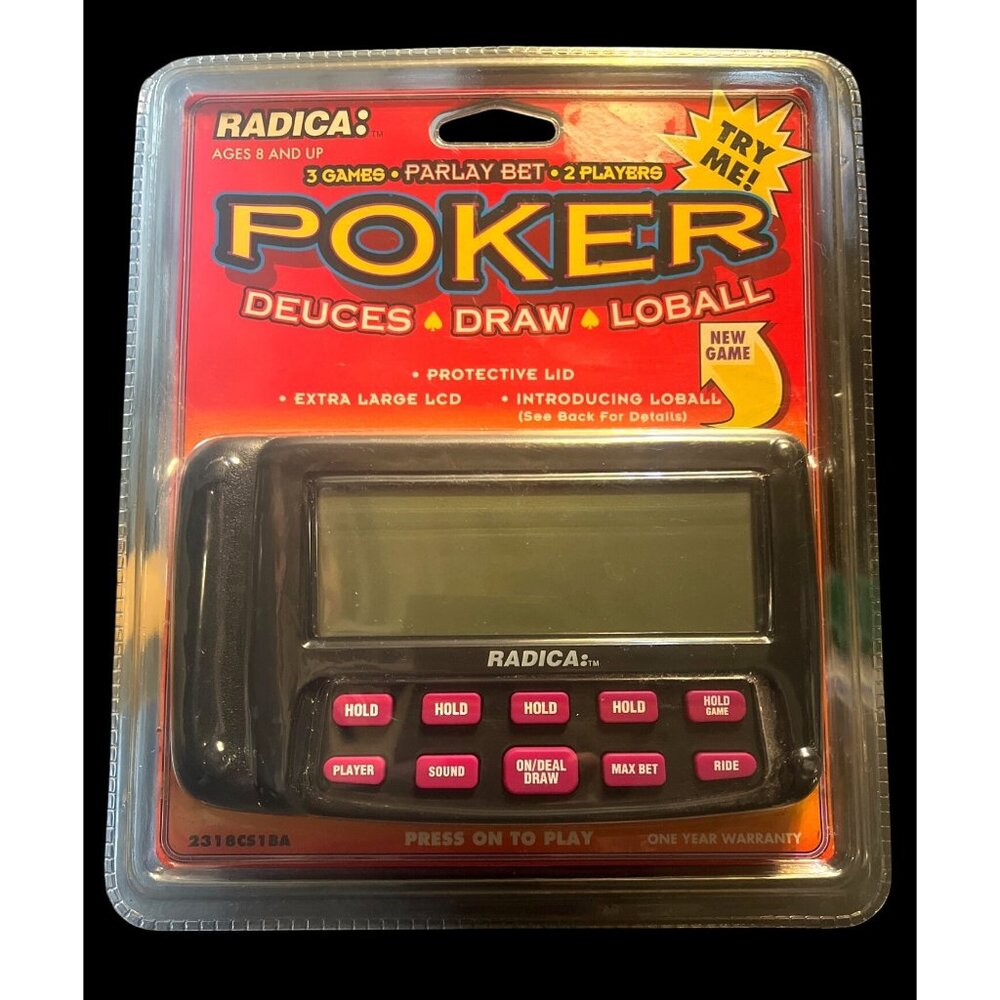 RADICA:™
AGES 8 AND UP
TRY ME!
3 GAMES • PARLAY BET • 2 PLAYERS
POKER
DEUCES ♠ DRAW ♠ LOBALL
NEW GAME
• PROTECTIVE LID
• EXTRA LARGE LCD • INTRODUCING LOBALL
(See Back For Details)
RADICA:™
HOLD HOLD HOLD HOLD HOLD GAME
PLAYER SOUND ON/DEAL DRAW MAX BET RIDE
2318CS1BA PRESS ON TO PLAY ONE YEAR WARRANTY